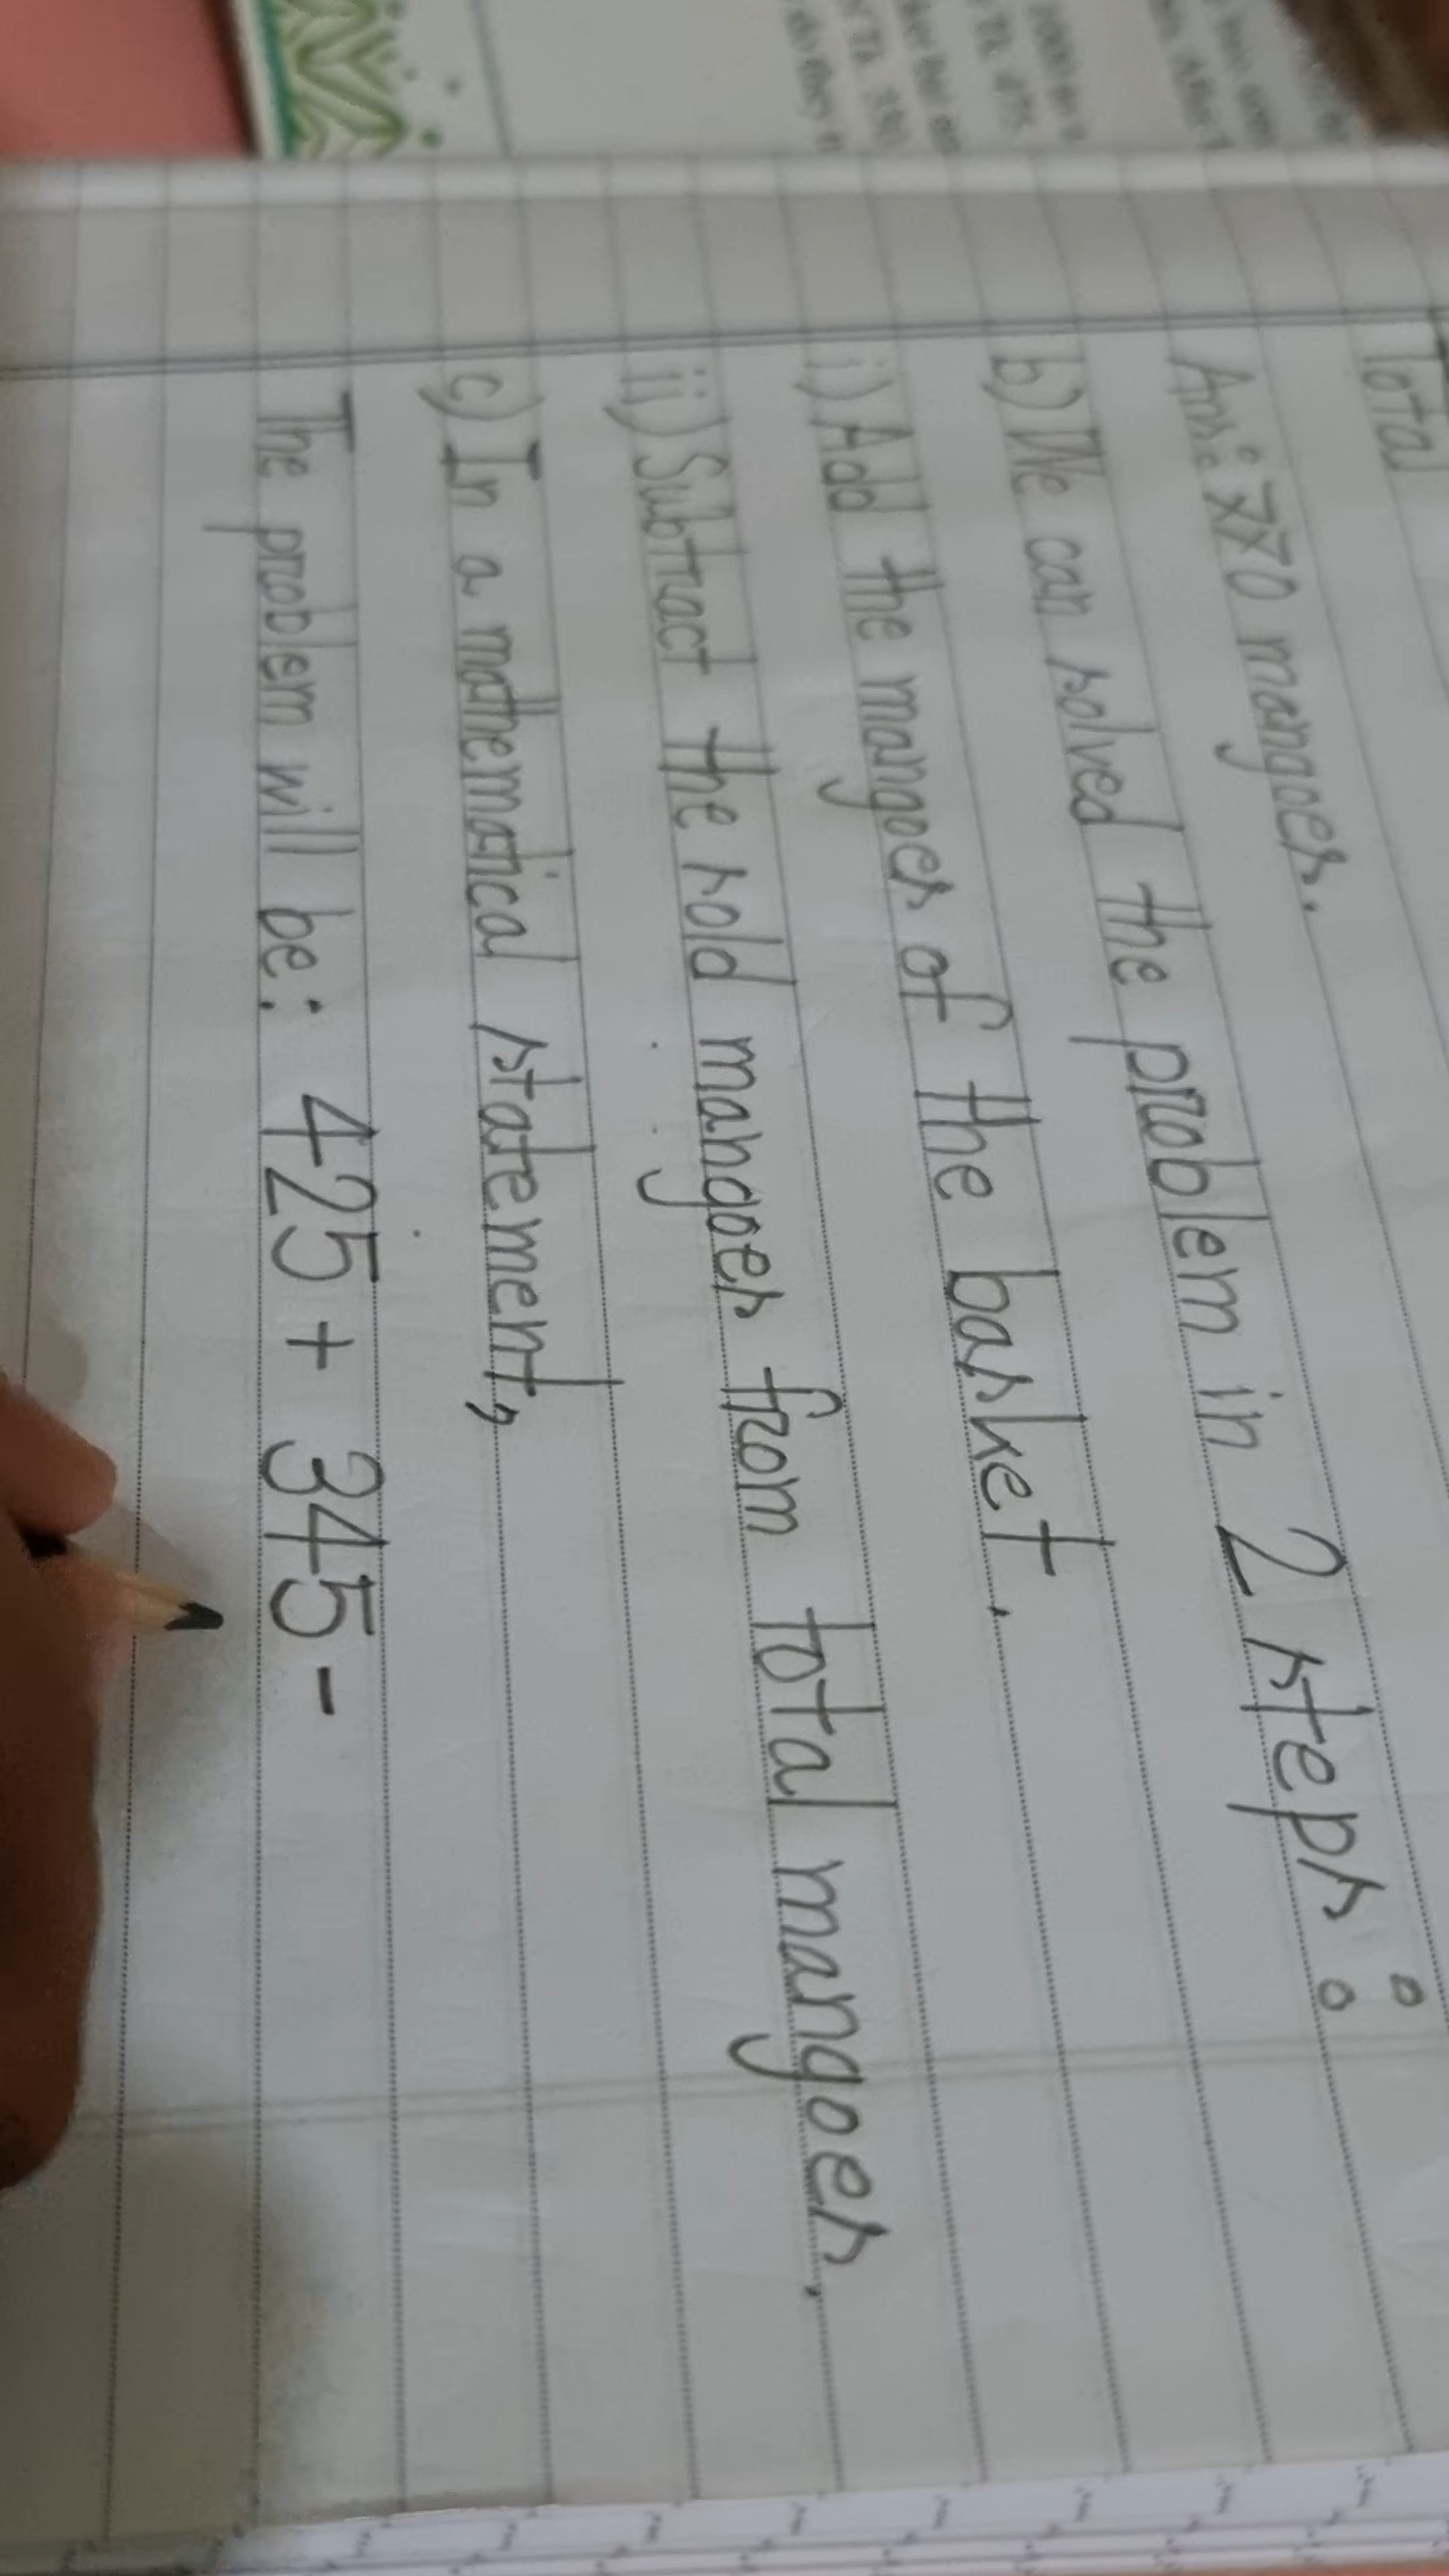 Total
Ans: 770 mangoes.
b) We can solved the problem in 2 steps :
i) Add the mangoes of the basket.
ii) Subtract the sold mangoes from total mangoes.
c) In a mathematical statement,
The problem will be: 425 + 345 -